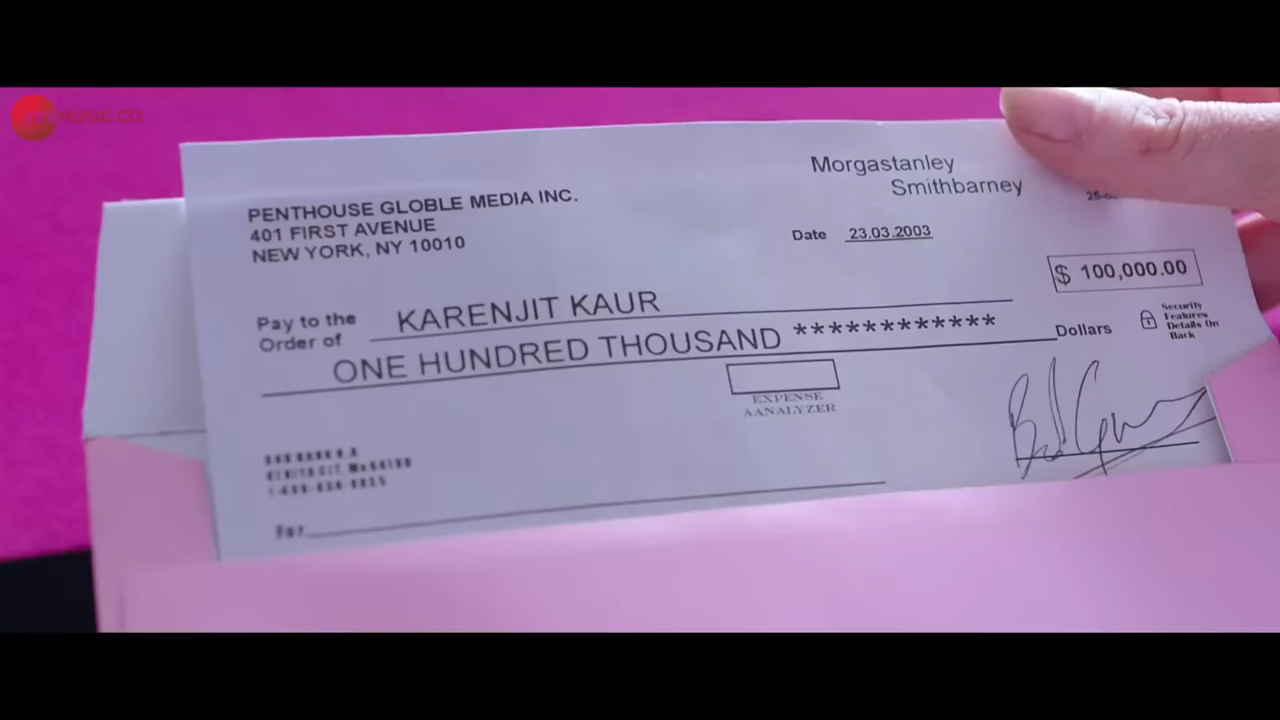 MUSIC CO
Morgastanley
Smithbarney
PENTHOUSE GLOBLE MEDIA INC.
401 FIRST AVENUE
NEW YORK, NY 10010
Date 23.03.2003
$ 100,000.00
Pay to the
Order of
KARENJIT KAUR
ONE HUNDRED THOUSAND ************ Dollars
Security
Features
Details On
Back
EXPENSE
AANALYZER
For